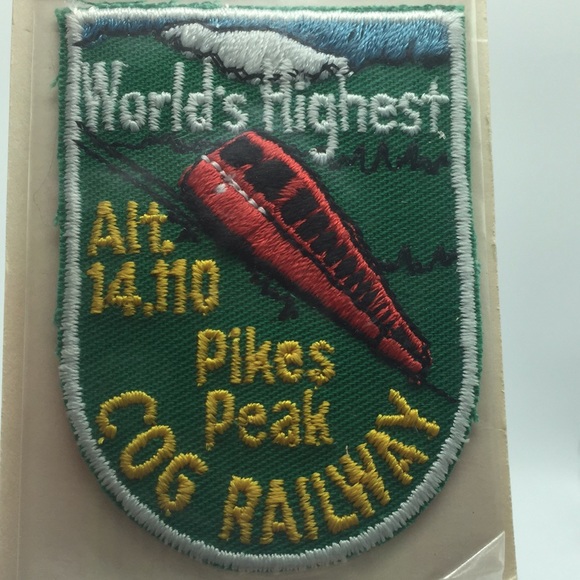 World's Highest
Alt.
14,110
Pikes
Peak
COG RAILWAY